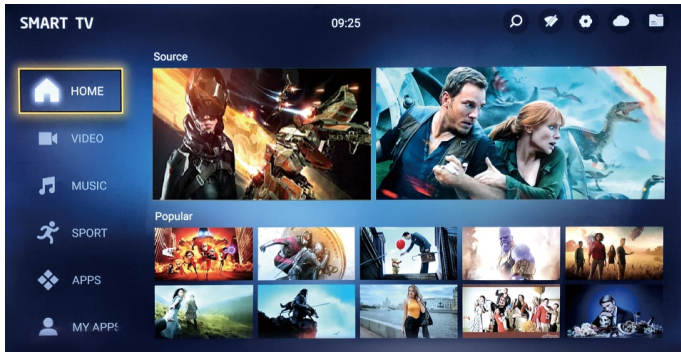 SMART TV
09:25
Source
HOME
VIDEO
MUSIC
SPORT
APPS
MY APPS
Popular